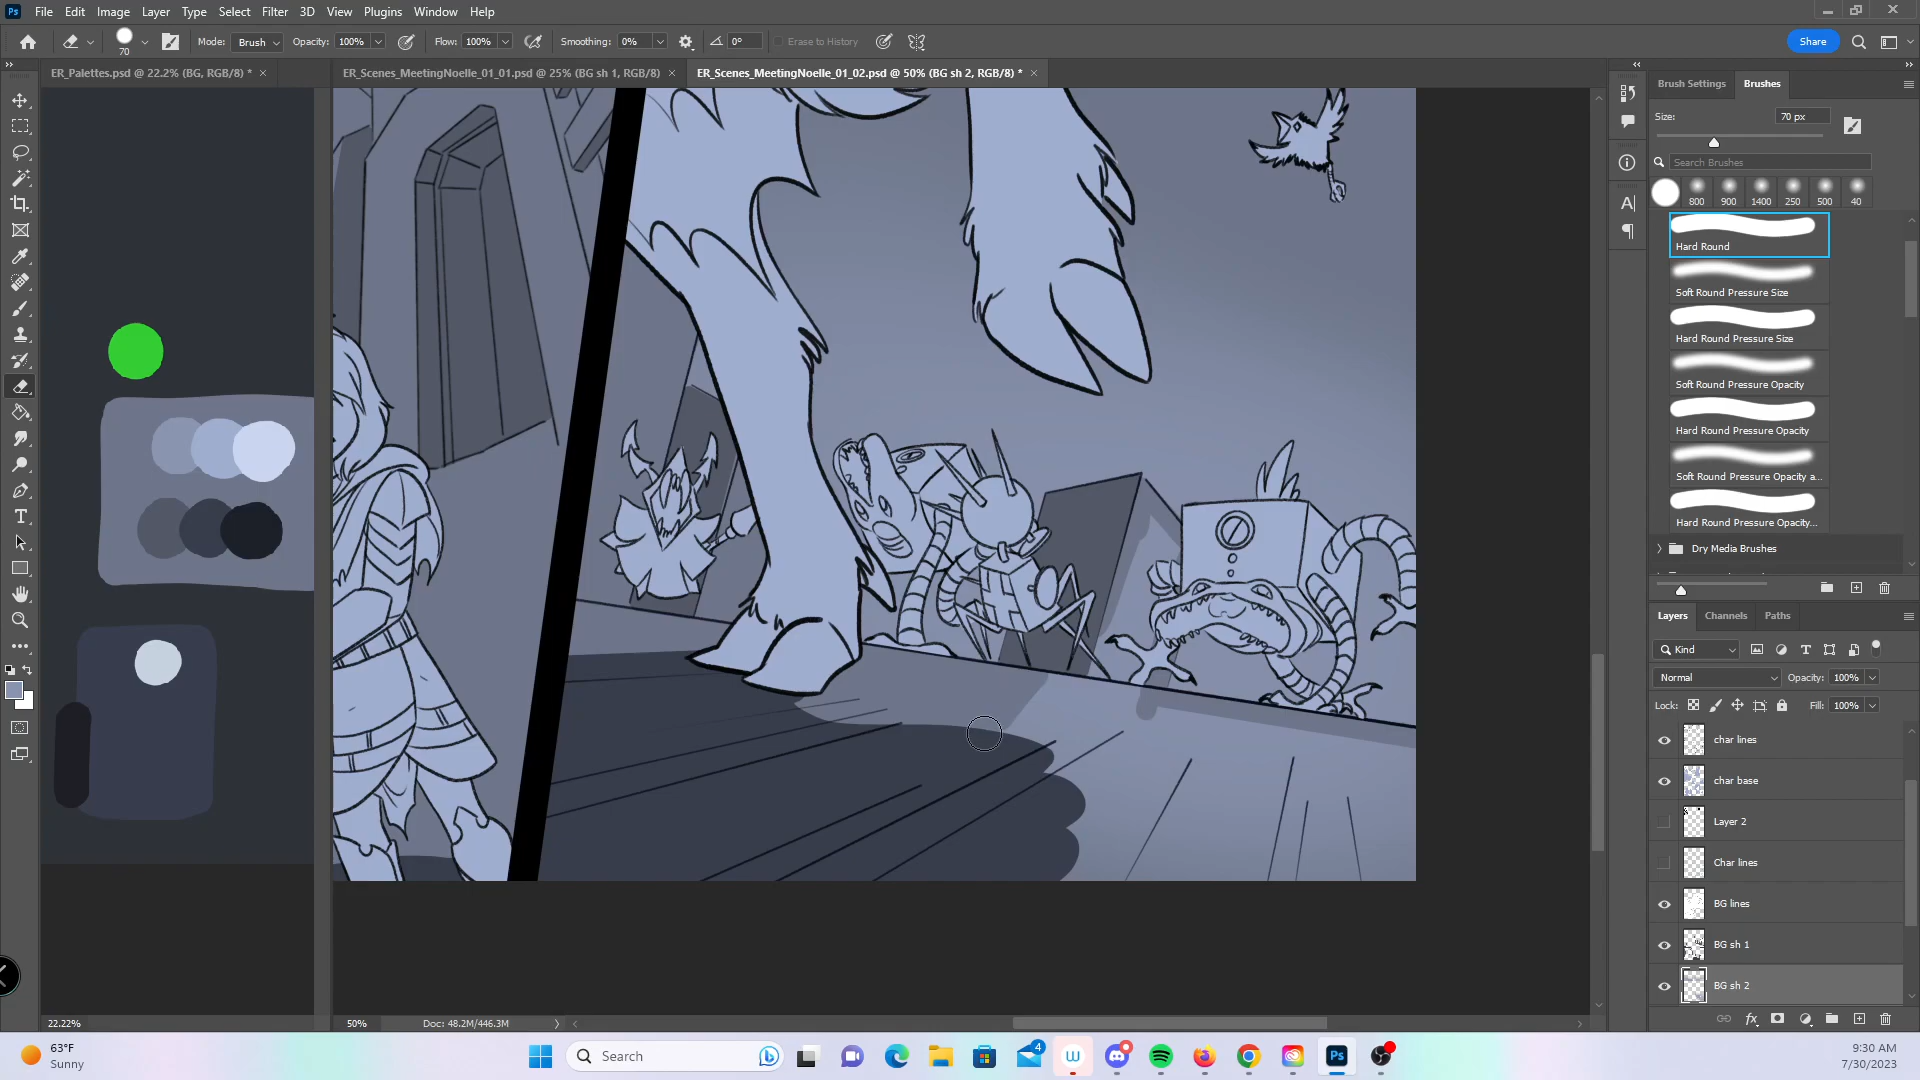 Ps File Edit Image Layer Type Select Filter 3D View Plugins Window Help
70 Mode: Brush Opacity: 100% Flow: 100% Smoothing: 0% 0° Erase to History Share
ER_Palettes.psd @ 22.2% (BG, RGB/8) * ER_Scenes_MeetingNoelle_01_01.psd @ 25% (BG sh 1, RGB/8) ER_Scenes_MeetingNoelle_01_02.psd @ 50% (BG sh 2, RGB/8) *
Brush Settings Brushes
Size: 70 px
Search Brushes
800 900 1400 250 500 40
Hard Round
Soft Round Pressure Size
Hard Round Pressure Size
Soft Round Pressure Opacity
Hard Round Pressure Opacity
Soft Round Pressure Opacity a...
Hard Round Pressure Opacity...
Dry Media Brushes
Layers Channels Paths
Kind
Normal Opacity: 100%
Lock: Fill: 100%
char lines
char base
Layer 2
Char lines
BG lines
BG sh 1
BG sh 2
22.22% 50% Doc: 48.2M/446.3M
63°F
Sunny
Search
4
Ps
9:30 AM
7/30/2023